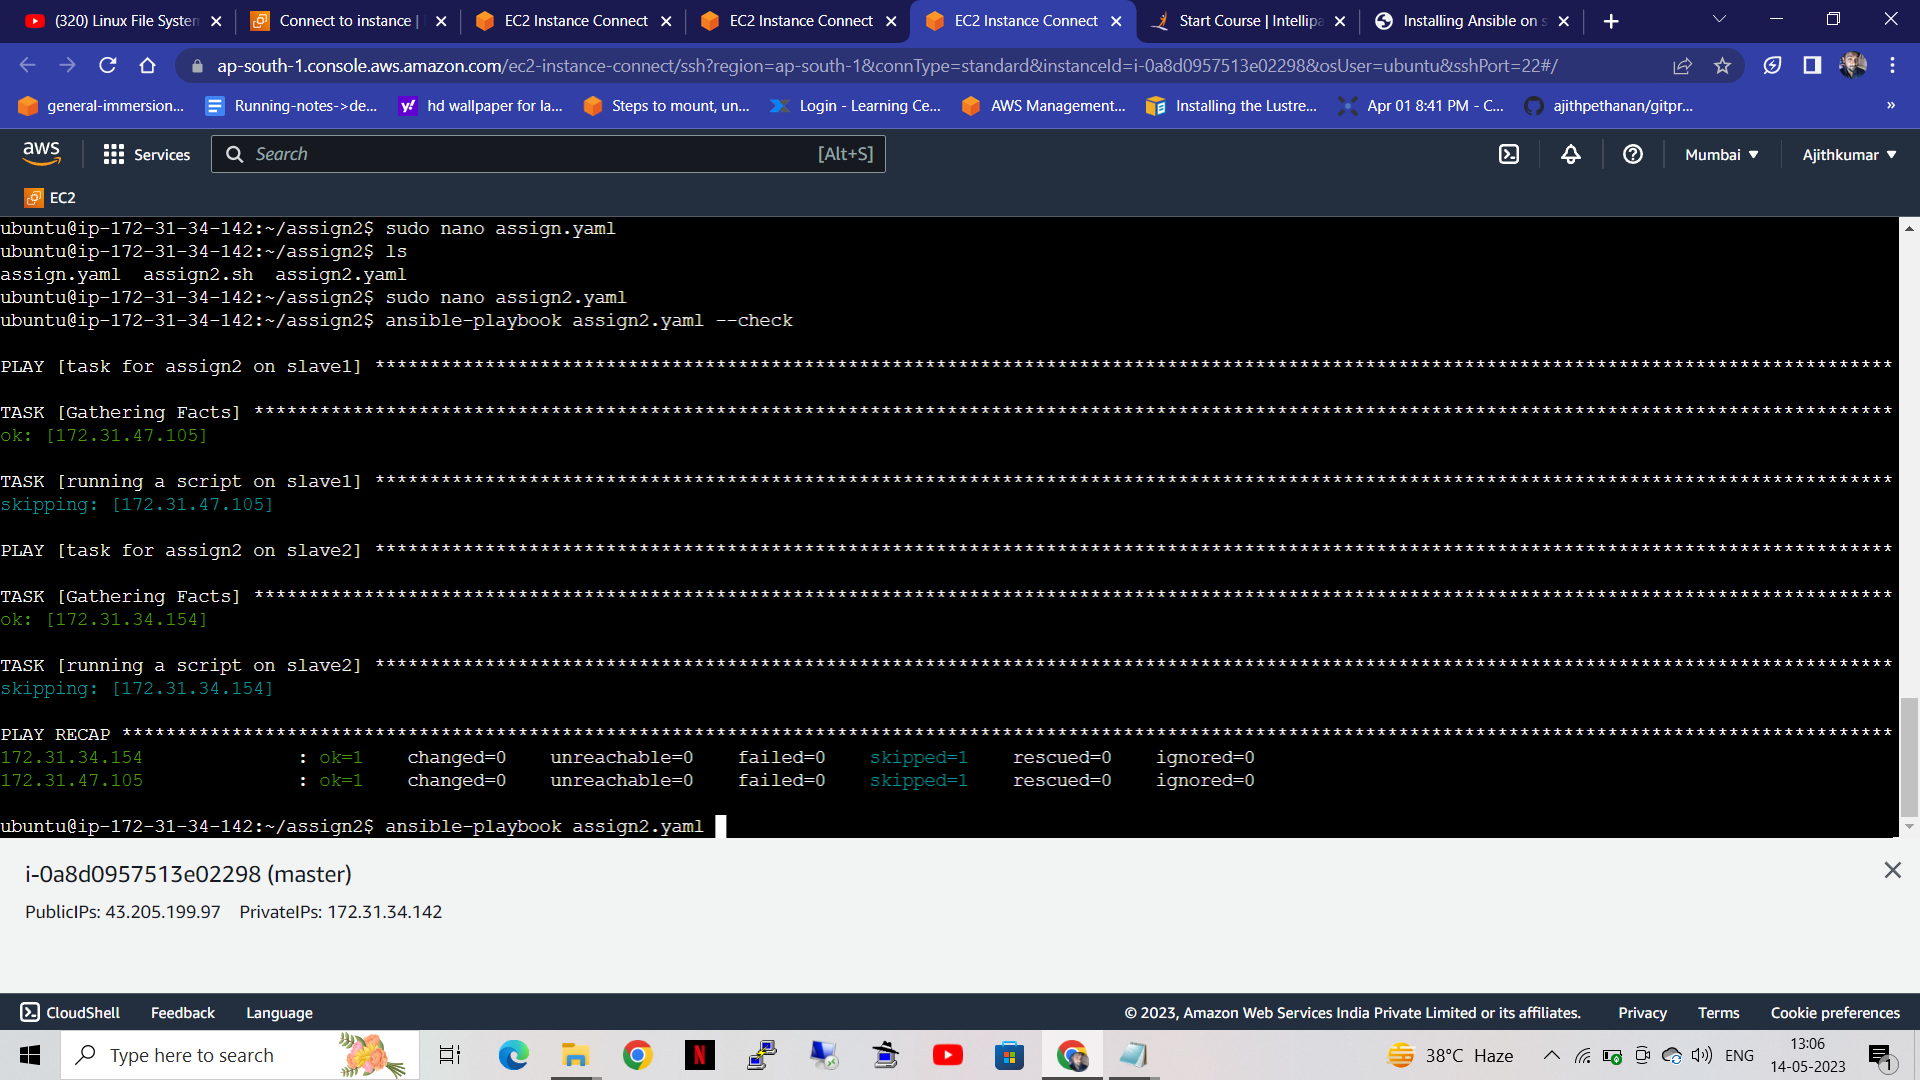 (320) Linux File System
Connect to instance |
EC2 Instance Connect
EC2 Instance Connect
EC2 Instance Connect
Start Course | Intellipa
Installing Ansible on s
ap-south-1.console.aws.amazon.com/ec2-instance-connect/ssh?region=ap-south-1&connType=standard&instanceId=i-0a8d0957513e02298&osUser=ubuntu&sshPort=22#/
general-immersion...
Running-notes->de...
hd wallpaper for la...
Steps to mount, un...
Login - Learning Ce...
AWS Management...
Installing the Lustre...
Apr 01 8:41 PM - C...
ajithpethanan/gitpr...
»
aws Services Search [Alt+S] Mumbai Ajithkumar
EC2
ubuntu@ip-172-31-34-142:~/assign2$ sudo nano assign.yaml
ubuntu@ip-172-31-34-142:~/assign2$ ls
assign.yaml  assign2.sh  assign2.yaml
ubuntu@ip-172-31-34-142:~/assign2$ sudo nano assign2.yaml
ubuntu@ip-172-31-34-142:~/assign2$ ansible-playbook assign2.yaml --check
PLAY [task for assign2 on slave1] ******************************************************************************************************************************************
TASK [Gathering Facts] *****************************************************************************************************************************************************
ok: [172.31.47.105]
TASK [running a script on slave1] ******************************************************************************************************************************************
skipping: [172.31.47.105]
PLAY [task for assign2 on slave2] ******************************************************************************************************************************************
TASK [Gathering Facts] *****************************************************************************************************************************************************
ok: [172.31.34.154]
TASK [running a script on slave2] ******************************************************************************************************************************************
skipping: [172.31.34.154]
PLAY RECAP *****************************************************************************************************************************************************************
172.31.34.154              : ok=1    changed=0    unreachable=0    failed=0    skipped=1    rescued=0    ignored=0
172.31.47.105              : ok=1    changed=0    unreachable=0    failed=0    skipped=1    rescued=0    ignored=0
ubuntu@ip-172-31-34-142:~/assign2$ ansible-playbook assign2.yaml
i-0a8d0957513e02298 (master)
PublicIPs: 43.205.199.97 PrivateIPs: 172.31.34.142
CloudShell Feedback Language © 2023, Amazon Web Services India Private Limited or its affiliates. Privacy Terms Cookie preferences
Type here to search
38°C Haze
ENG
13:06
14-05-2023
1